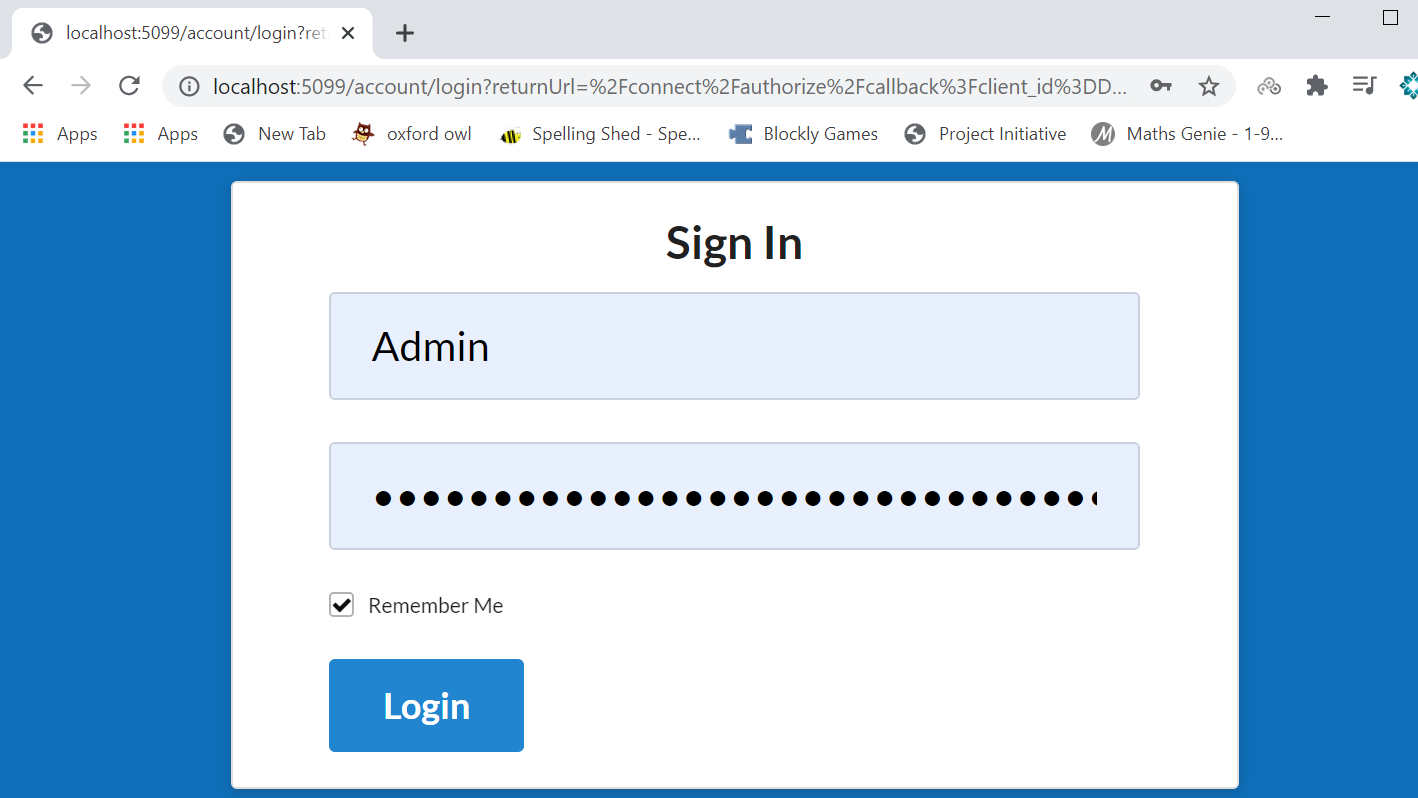 localhost:5099/account/login?ret
localhost:5099/account/login?returnUrl=%2Fconnect%2Fauthorize%2Fcallback%3Fclient_id%3DD...
Apps Apps New Tab oxford owl Spelling Shed - Spe... Blockly Games Project Initiative Maths Genie - 1-9...
Sign In
Admin
Remember Me
Login